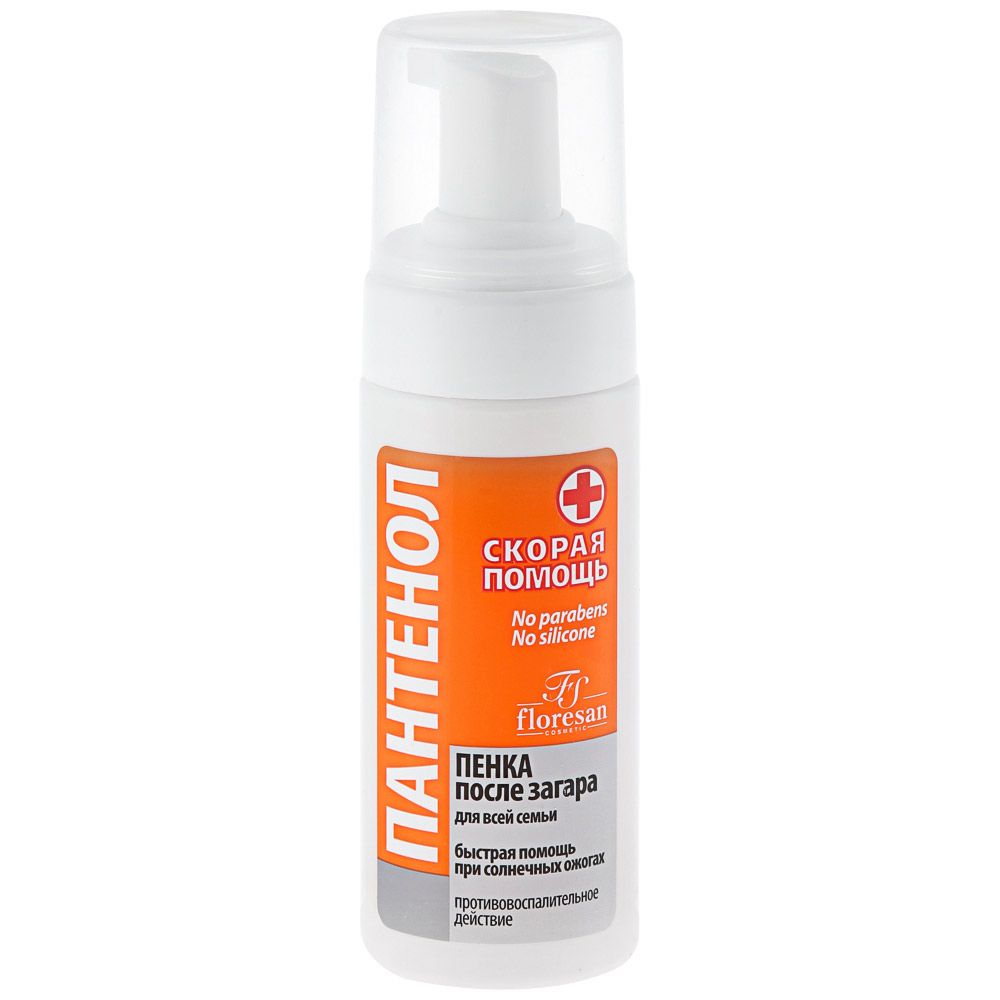 ПАНТЕНОЛ
СКОРАЯ
ПОМОЩЬ
No parabens
No silicone
FS
floresan
COSMETIC
ПЕНКА
после загара
для всей семьи
быстрая помощь
при солнечных ожогах
противовоспалительное
действие